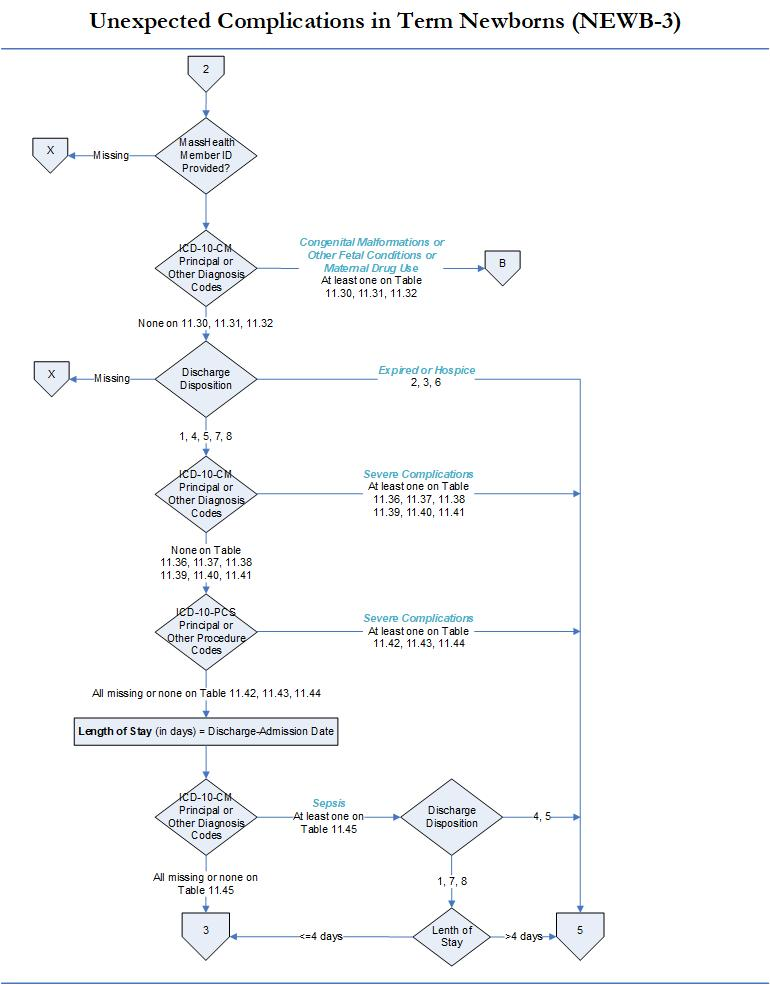 Unexpected Complications in Term Newborns (NEWB-3)
2
MassHealth
Member ID
Provided?
Missing
X
ICD-10-CM
Principal or
Other Diagnosis
Codes
Congenital Malformations or
Other Fetal Conditions or
Maternal Drug Use
At least one on Table
11.30, 11.31, 11.32
B
None on 11.30, 11.31, 11.32
X
Missing
Discharge
Disposition
Expired or Hospice
2, 3, 6
1, 4, 5, 7, 8
ICD-10-CM
Principal or
Other Diagnosis
Codes
Severe Complications
At least one on Table
11.36, 11.37, 11.38
11.39, 11.40, 11.41
None on Table
11.36, 11.37, 11.38
11.39, 11.40, 11.41
ICD-10-PCS
Principal or
Other Procedure
Codes
Severe Complications
At least one on Table
11.42, 11.43, 11.44
All missing or none on Table 11.42, 11.43, 11.44
Length of Stay (in days) = Discharge-Admission Date
ICD-10-CM
Principal or
Other Diagnosis
Codes
Sepsis
At least one on
Table 11.45
Discharge
Disposition
4, 5
All missing or none on
Table 11.45
1, 7, 8
3
<=4 days
Lenth of
Stay
>4 days
5